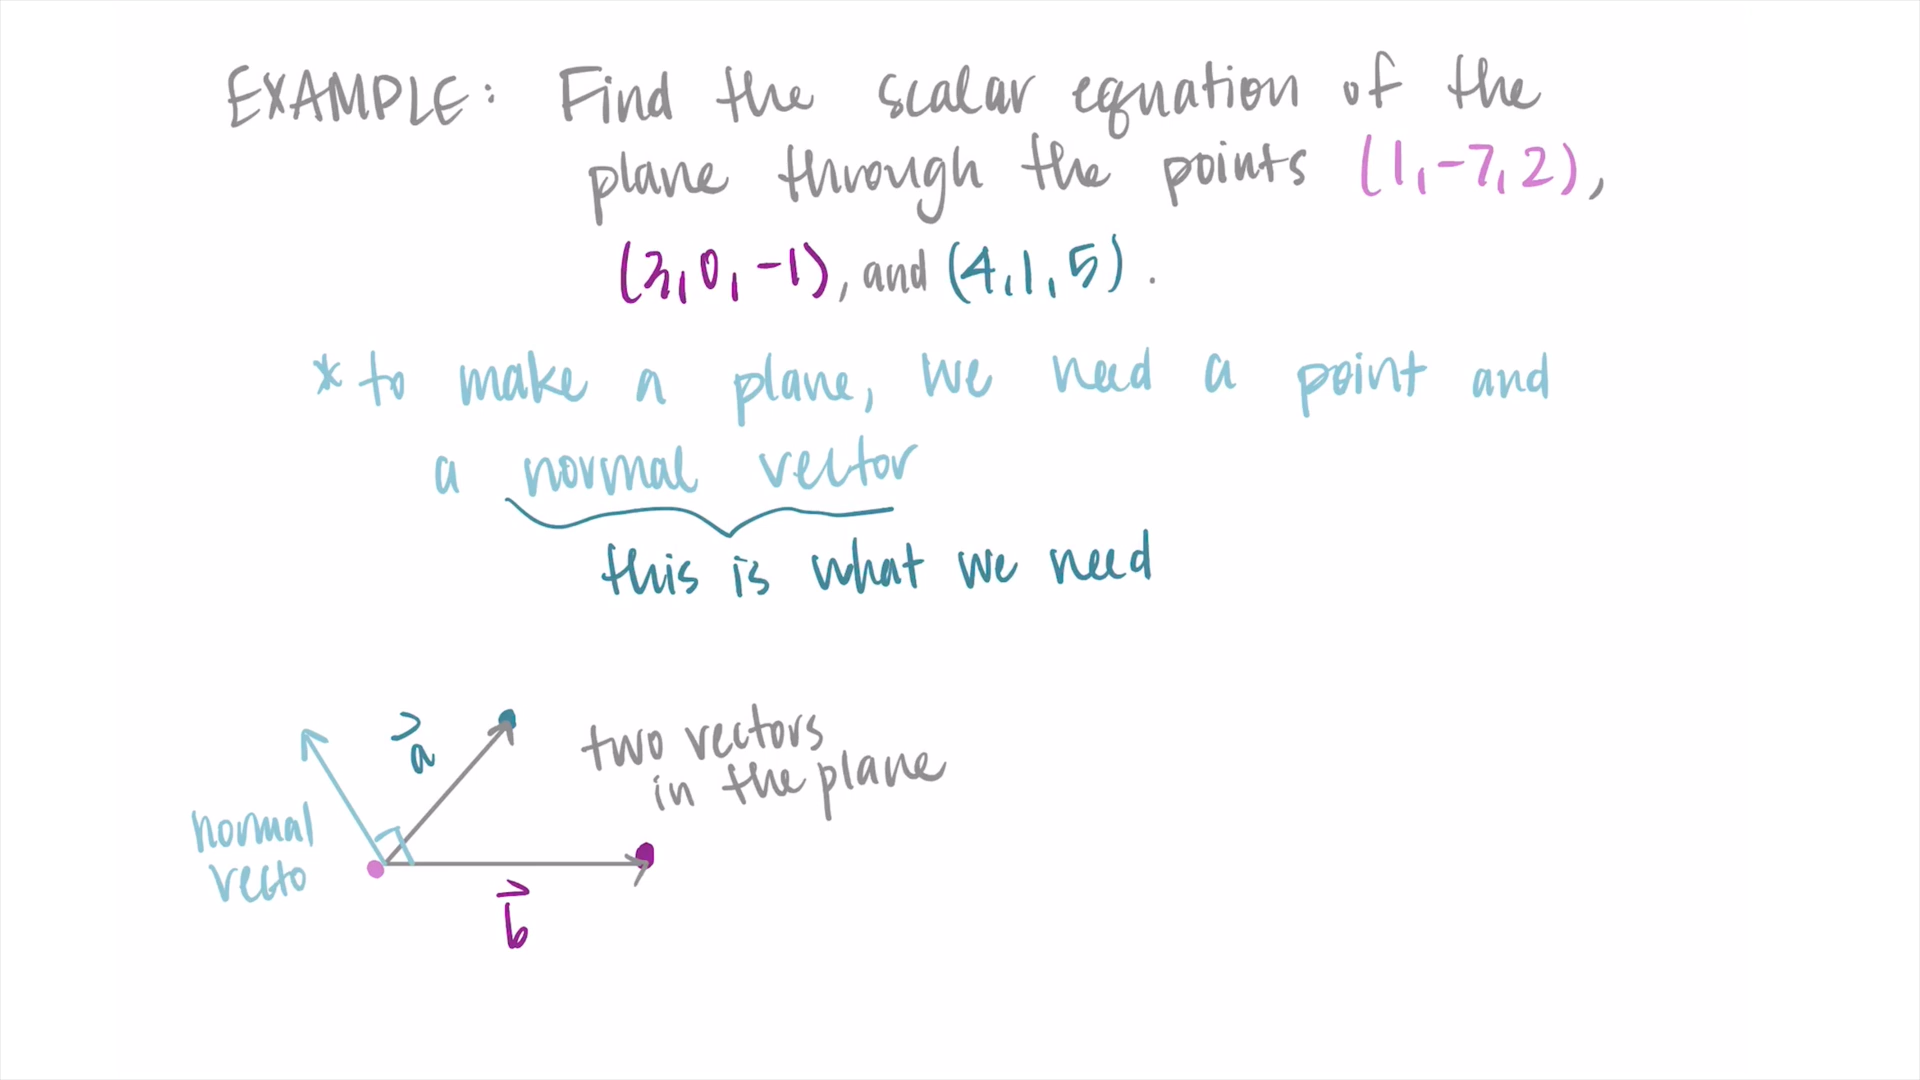 EXAMPLE: Find the scalar equation of the
plane through the points (1,-7,2),
(3,0,-1), and (4,1,5).
* to make a plane, we need a point and
a normal vector
this is what we need
a
two vectors
in the plane
normal
vecto
b